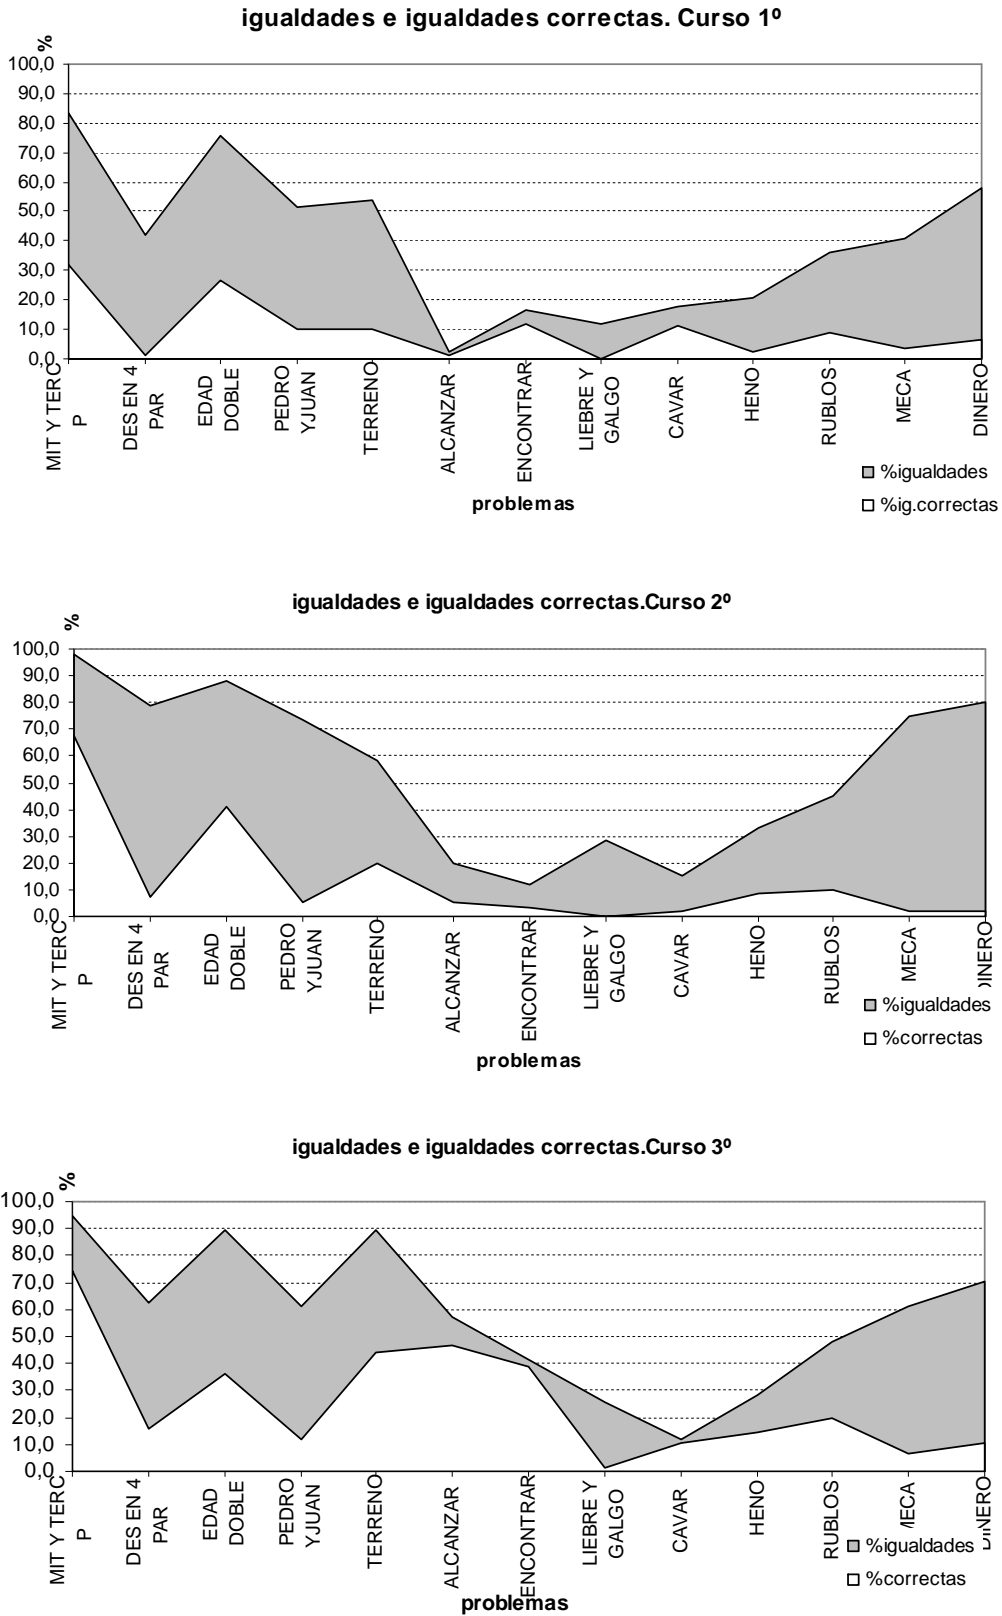 igualdades e igualdades correctas. Curso 1º
%
100,0
90,0
80,0
70,0
60,0
50,0
40,0
30,0
20,0
10,0
0,0
MIT Y TERC
P
DES EN 4
PAR
EDAD
DOBLE
PEDRO
YJUAN
TERRENO
ALCANZAR
ENCONTRAR
LIEBRE Y
GALGO
CAVAR
HENO
RUBLOS
MECA
DINERO
problemas
%igualdades
%ig.correctas
igualdades e igualdades correctas.Curso 2º
%
100,0
90,0
80,0
70,0
60,0
50,0
40,0
30,0
20,0
10,0
0,0
MIT Y TERC
P
DES EN 4
PAR
EDAD
DOBLE
PEDRO
YJUAN
TERRENO
ALCANZAR
ENCONTRAR
LIEBRE Y
GALGO
CAVAR
HENO
RUBLOS
MECA
DINERO
problemas
%igualdades
%correctas
igualdades e igualdades correctas.Curso 3º
%
100,0
90,0
80,0
70,0
60,0
50,0
40,0
30,0
20,0
10,0
0,0
MIT Y TERC
P
DES EN 4
PAR
EDAD
DOBLE
PEDRO
YJUAN
TERRENO
ALCANZAR
ENCONTRAR
LIEBRE Y
GALGO
CAVAR
HENO
RUBLOS
MECA
DINERO
problemas
%igualdades
%correctas